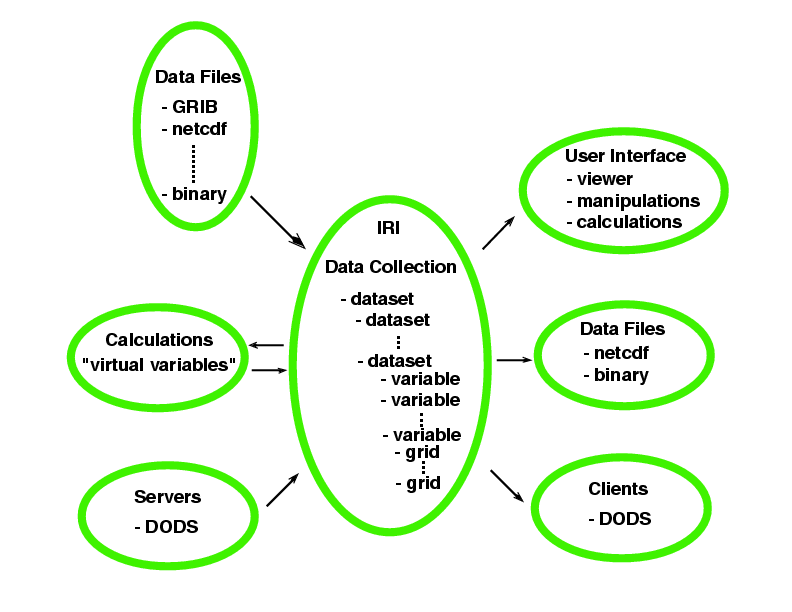 Data Files
- GRIB
- netcdf
- binary
Calculations
"virtual variables"
Servers
- DODS
IRI
Data Collection
- dataset
- dataset
- dataset
- variable
- variable
- variable
- grid
- grid
User Interface
- viewer
- manipulations
- calculations
Data Files
- netcdf
- binary
Clients
- DODS